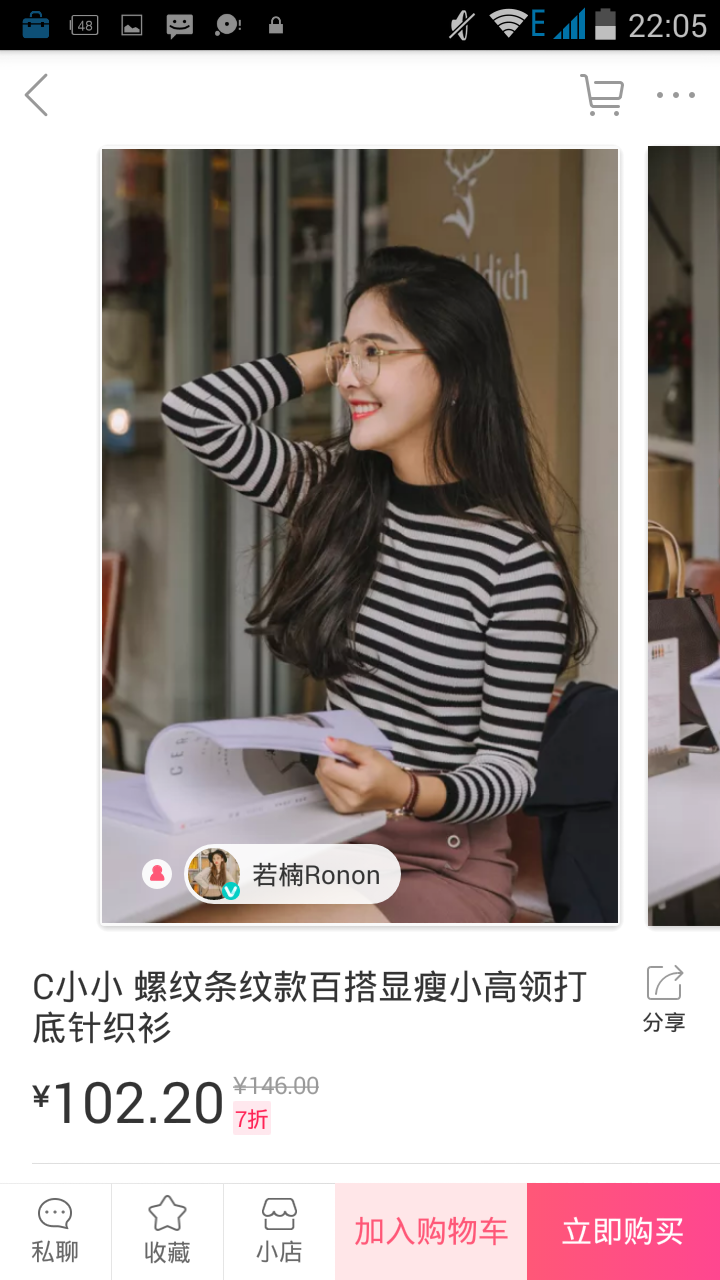 48
E
22:05
ldich
GER
若楠Ronon
C小小 螺纹条纹款百搭显瘦小高领打
底针织衫
分享
¥102.20
¥146.00
7折
私聊
收藏
小店
加入购物车
立即购买